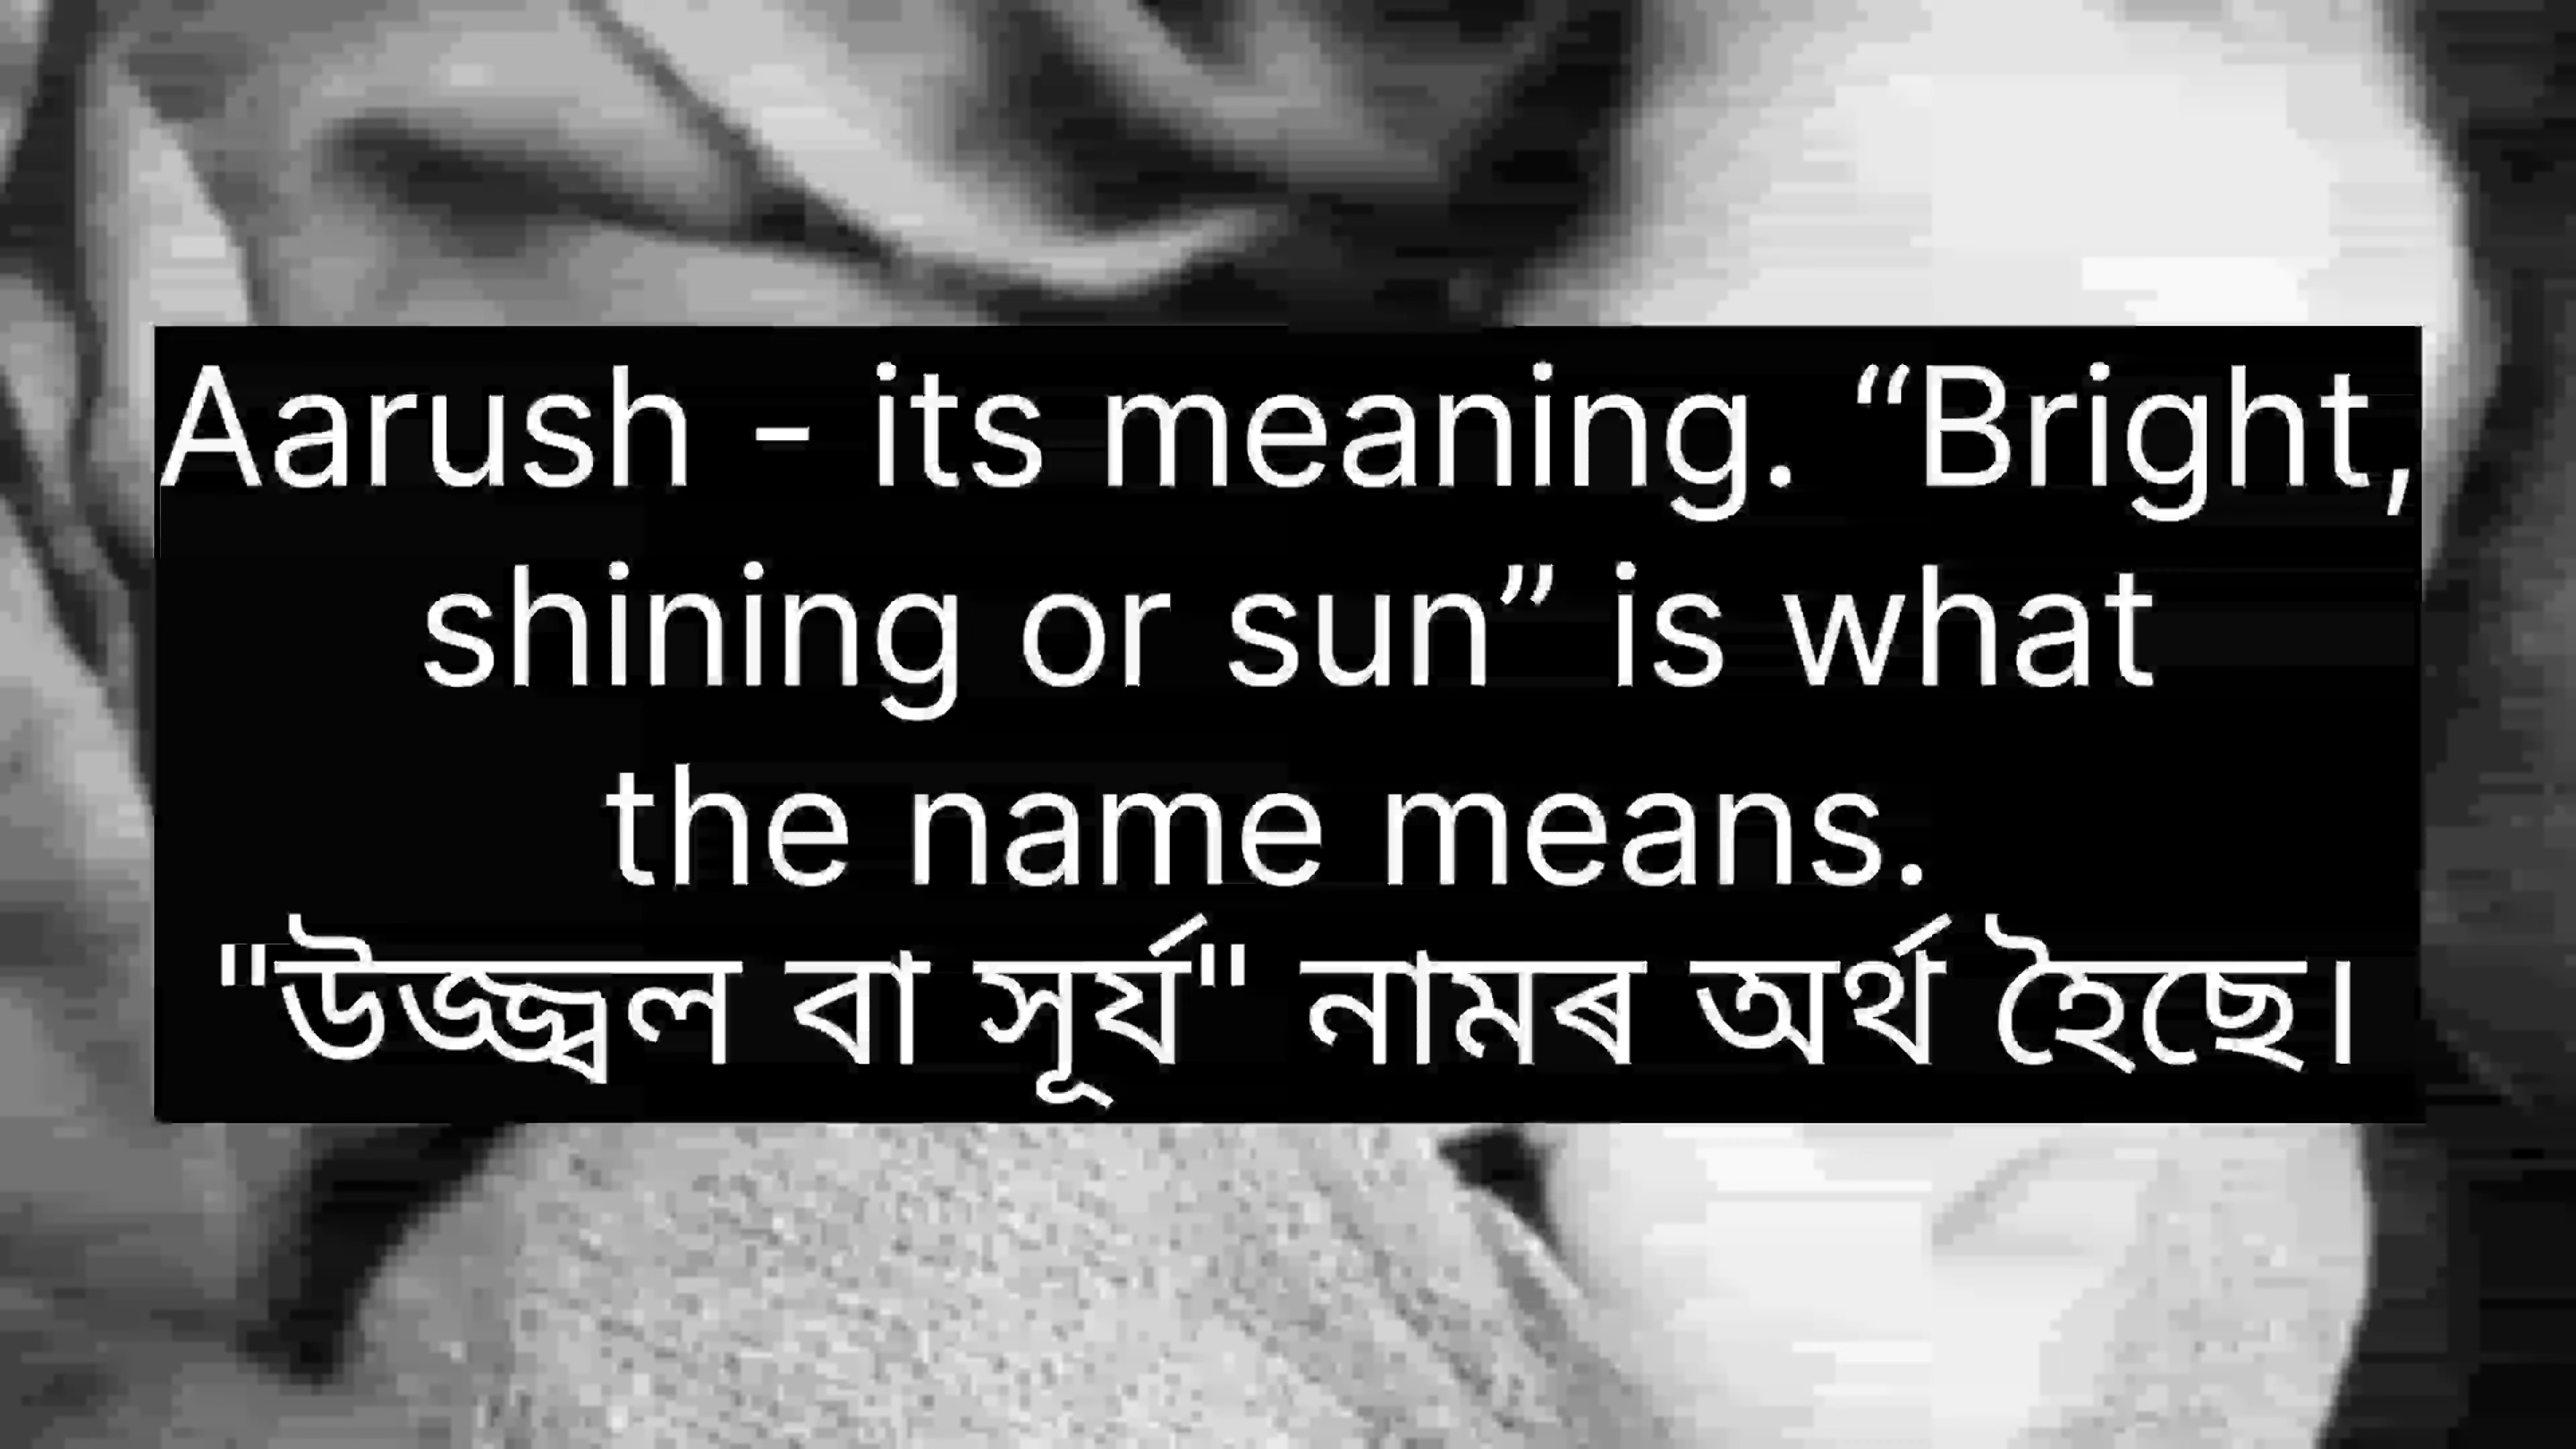 Aarush - its meaning. “Bright,
shining or sun” is what
the name means.
"উজ্জ্বল বা সূৰ্য" নামৰ অৰ্থ হৈছে।